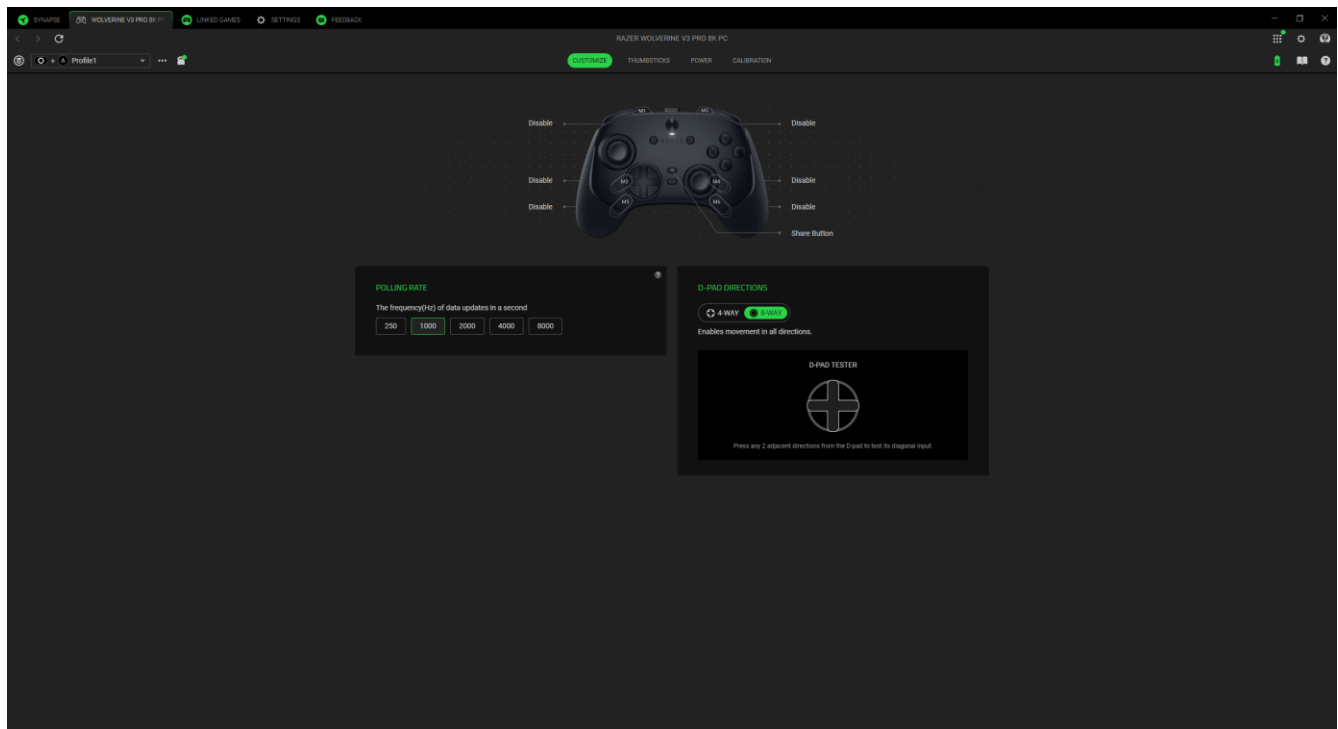 SYNAPSE WOLVERINE V3 PRO 8K P LINKED GAMES SETTINGS FEEDBACK
RAZER WOLVERINE V3 PRO 8K PC
+ A Profile1 CUSTOMIZE THUMBSTICKS POWER CALIBRATION
M1 M2
Disable Disable
RAZER
Y
X B
A
Disable M3 M4 Disable
Disable M5 M6 Disable
Share Button
POLLING RATE
The frequency(Hz) of data updates in a second
250 1000 2000 4000 8000
D-PAD DIRECTIONS
4-WAY 8-WAY
Enables movement in all directions.
D-PAD TESTER
Press any 2 adjacent directions from the D-pad to test its diagonal input.